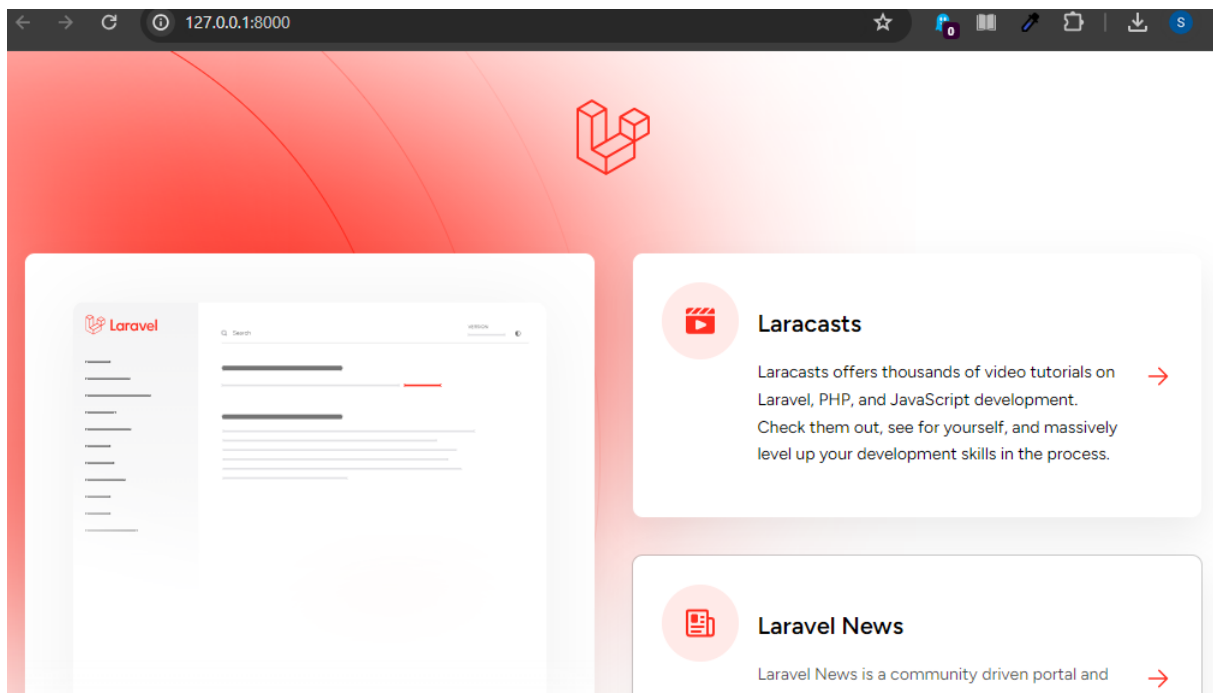 127.0.0.1:8000
0
S
Laravel
Search
VERSION
Laracasts
Laracasts offers thousands of video tutorials on
Laravel, PHP, and JavaScript development.
Check them out, see for yourself, and massively
level up your development skills in the process.
Laravel News
Laravel News is a community driven portal and